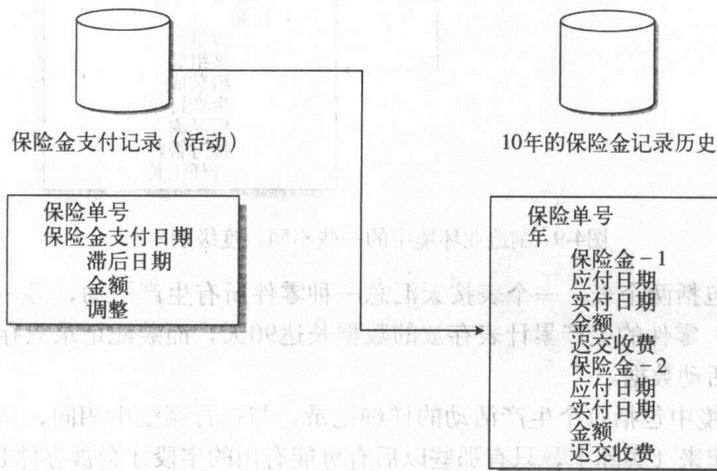 保险金支付记录（活动）
10年的保险金记录历史
保险单号
保险金支付日期
滞后日期
金额
调整
保险单号
年
保险金-1
应付日期
实付日期
金额
迟交收费
保险金-2
应付日期
实付日期
金额
迟交收费